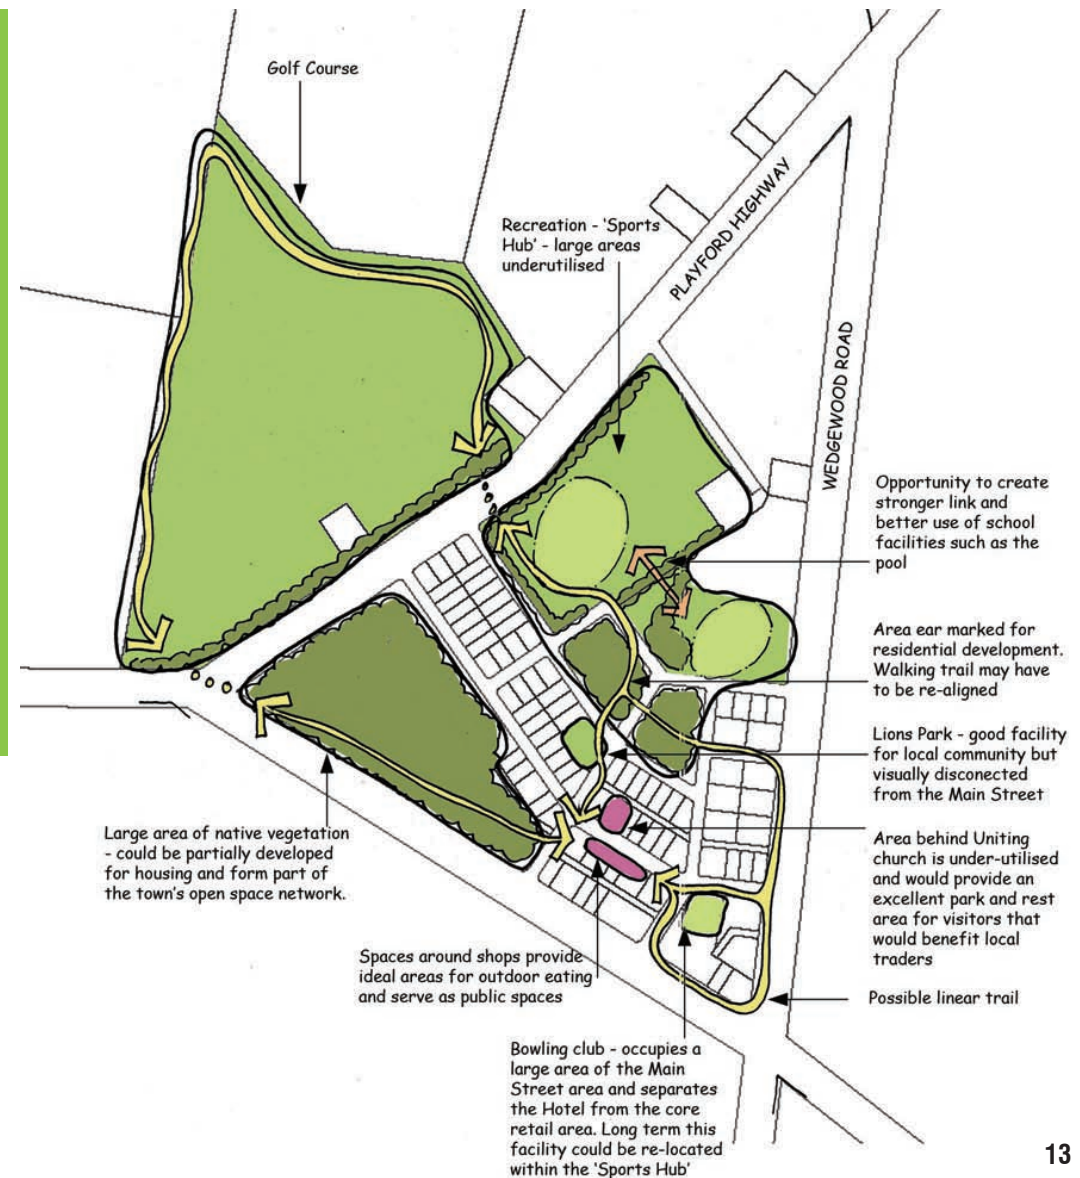 Golf Course
Recreation - 'Sports
Hub' - large areas
underutilised
PLAYFORD HIGHWAY
WEDGEWOOD ROAD
Opportunity to create
stronger link and
better use of school
facilities such as the
pool
Area ear marked for
residential development.
Walking trail may have
to be re-aligned
Lions Park - good facility
for local community but
visually disconected
from the Main Street
Large area of native vegetation
- could be partially developed
for housing and form part of
the town's open space network.
Area behind Uniting
church is under-utilised
and would provide an
excellent park and rest
area for visitors that
would benefit local
traders
Spaces around shops provide
ideal areas for outdoor eating
and serve as public spaces
Possible linear trail
Bowling club - occupies a
large area of the Main
Street area and separates
the Hotel from the core
retail area. Long term this
facility could be re-located
within the 'Sports Hub'
13